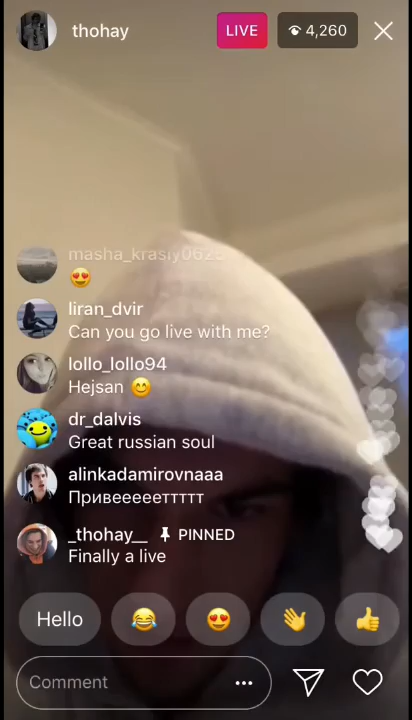 thohay
LIVE
4,260
masha_krasiy0625
😍
liran_dvir
Can you go live with me?
lollo_lollo94
Hejsan 😊
dr_dalvis
Great russian soul
alinkadamirovnaaa
Привеееееттттт
_thohay__ PINNED
Finally a live
Hello 😂 😍 👋 👍
Comment